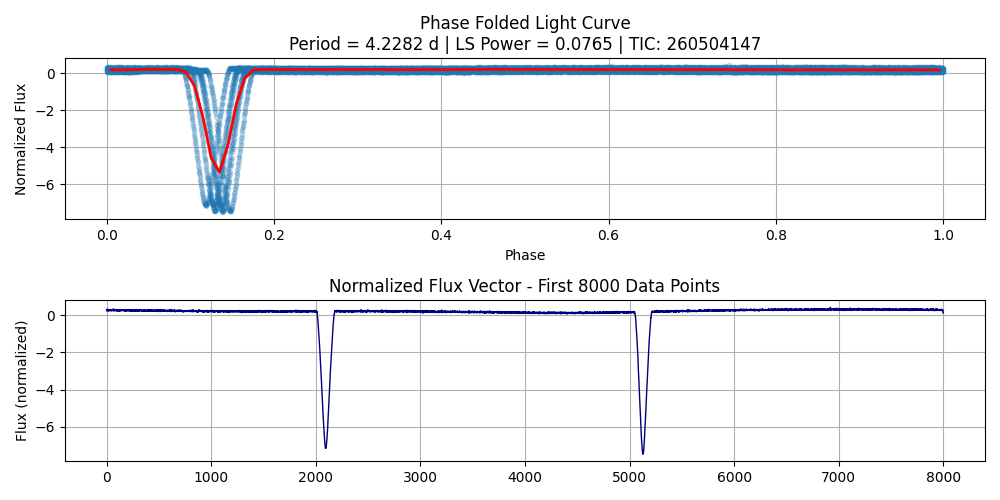 Phase Folded Light Curve
Period = 4.2282 d | LS Power = 0.0765 | TIC: 260504147
Normalized Flux
0
−2
−4
−6
0.0 0.2 0.4 0.6 0.8 1.0
Phase
Normalized Flux Vector - First 8000 Data Points
Flux (normalized)
0
−2
−4
−6
0 1000 2000 3000 4000 5000 6000 7000 8000